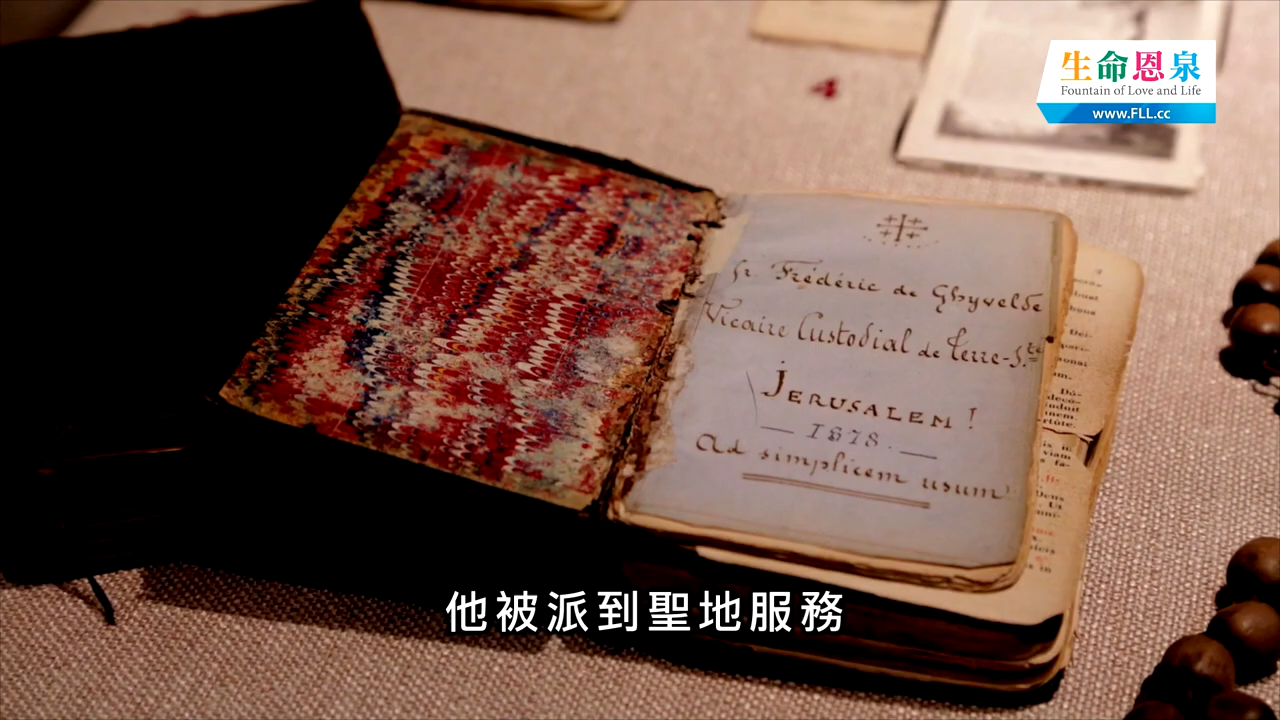 生命恩泉
Fountain of Love and Life
www.FLL.cc
fr. Frédéric de Ghyvelde
Vicaire Custodial de Terre-Ste
JERUSALEM!
— 1878. —
Ad simplicem usum
他被派到聖地服務